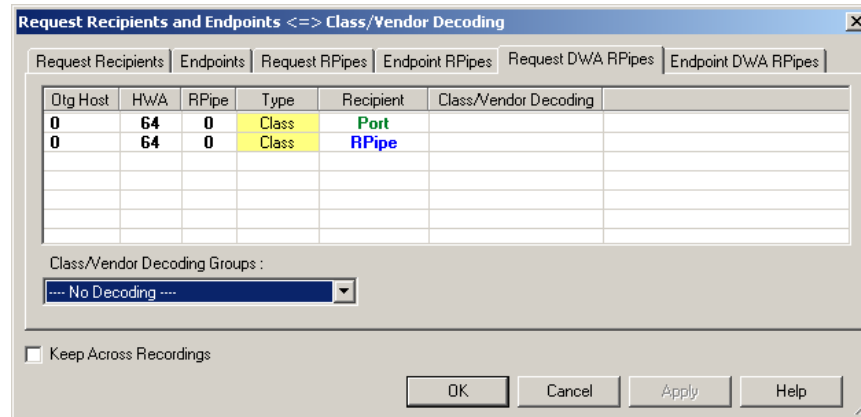 Request Recipients and Endpoints <=> Class/Vendor Decoding
Request Recipients Endpoints Request RPipes Endpoint RPipes Request DWA RPipes Endpoint DWA RPipes
Otg Host HWA RPipe Type Recipient Class/Vendor Decoding
0 64 0 Class Port
0 64 0 Class RPipe
Class/Vendor Decoding Groups :
---- No Decoding ----
Keep Across Recordings
OK Cancel Apply Help